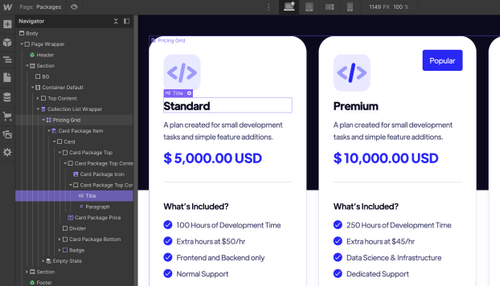 Page: Packages
1149 PX 100 %
Navigator
Body
Page Wrapper
Header
Section
BG
Container Default
Top Content
Collection List Wrapper
Pricing Grid
Card Package Item
Card
Card Package Top
Card Package Top Conte
Card Package Icon
Card Package Top Con
H3 Title
Paragraph
Card Package Price
Divider
Card Package Bottom
Badge
Empty State
Section
Footer
Pricing Grid
</>
H3 Title
Standard
A plan created for small development
tasks and simple feature additions.
$ 5,000.00 USD
What's Included?
100 Hours of Development Time
Extra hours at $50/hr
Frontend and Backend only
Normal Support
</>
Popular
Premium
A plan created for small development
tasks and simple feature additions.
$ 10,000.00 USD
What's Included?
250 Hours of Development Time
Extra hours at $45/hr
Data Science & Infrastructure
Dedicated Support